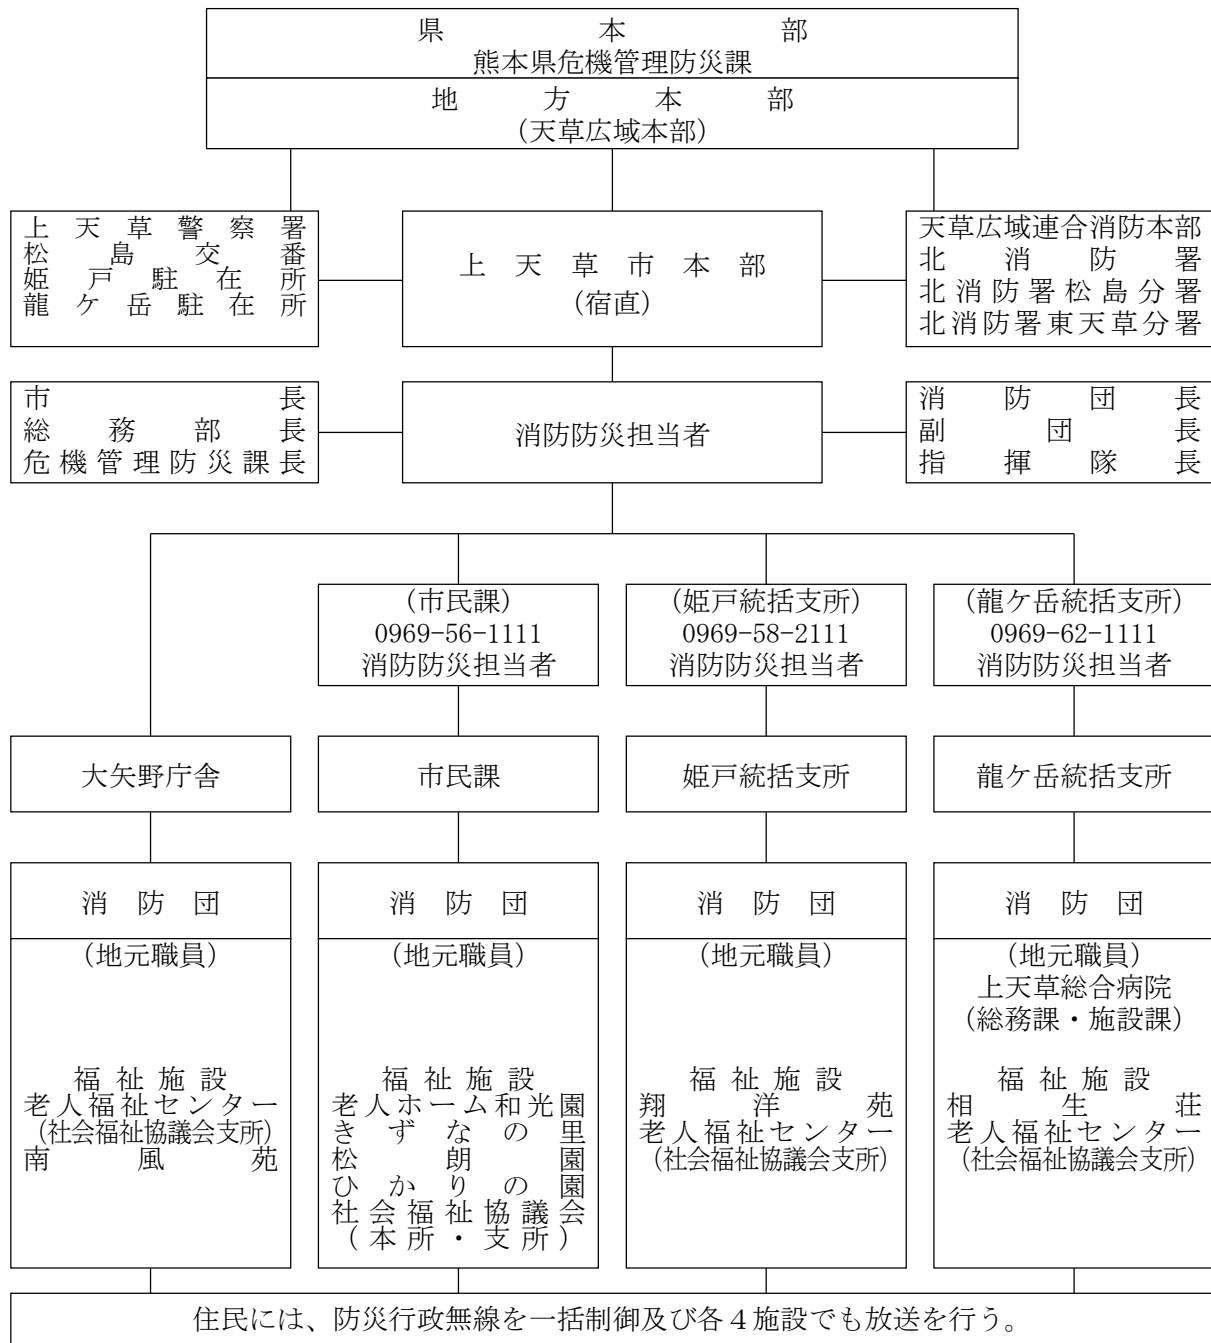 県本部
熊本県危機管理防災課
地方本部
(天草広域本部)
上天草警察署
松島交番
姫戸駐在所
龍ケ岳駐在所
上天草市本部
(宿直)
天草広域連合消防本部
北消防署
北消防署松島分署
北消防署東天草分署
市長
総務部長
危機管理防災課長
消防防災担当者
消防団長
副団長
指揮隊長
(市民課)
0969-56-1111
消防防災担当者
(姫戸統括支所)
0969-58-2111
消防防災担当者
(龍ケ岳統括支所)
0969-62-1111
消防防災担当者
大矢野庁舎
市民課
姫戸統括支所
龍ケ岳統括支所
消防団
(地元職員)
福祉施設
老人福祉センター
(社会福祉協議会支所)
南風苑
消防団
(地元職員)
福祉施設
老人ホーム和光園
きずなの里
松朗園
ひかりの園
社会福祉協議会
(本所・支所)
消防団
(地元職員)
福祉施設
翔洋苑
老人福祉センター
(社会福祉協議会支所)
消防団
(地元職員)
上天草総合病院
(総務課・施設課)
福祉施設
相生荘
老人福祉センター
(社会福祉協議会支所)
住民には、防災行政無線を一括制御及び各4施設でも放送を行う。